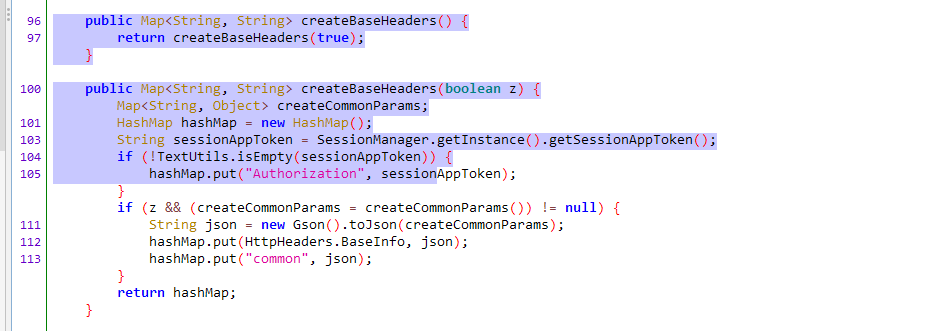 96 public Map<String, String> createBaseHeaders() {
97 return createBaseHeaders(true);
}
100 public Map<String, String> createBaseHeaders(boolean z) {
Map<String, Object> createCommonParams;
101 HashMap hashMap = new HashMap();
103 String sessionAppToken = SessionManager.getInstance().getSessionAppToken();
104 if (!TextUtils.isEmpty(sessionAppToken)) {
105 hashMap.put("Authorization", sessionAppToken);
}
if (z && (createCommonParams = createCommonParams()) != null) {
111 String json = new Gson().toJson(createCommonParams);
112 hashMap.put(HttpHeaders.BaseInfo, json);
113 hashMap.put("common", json);
}
return hashMap;
}